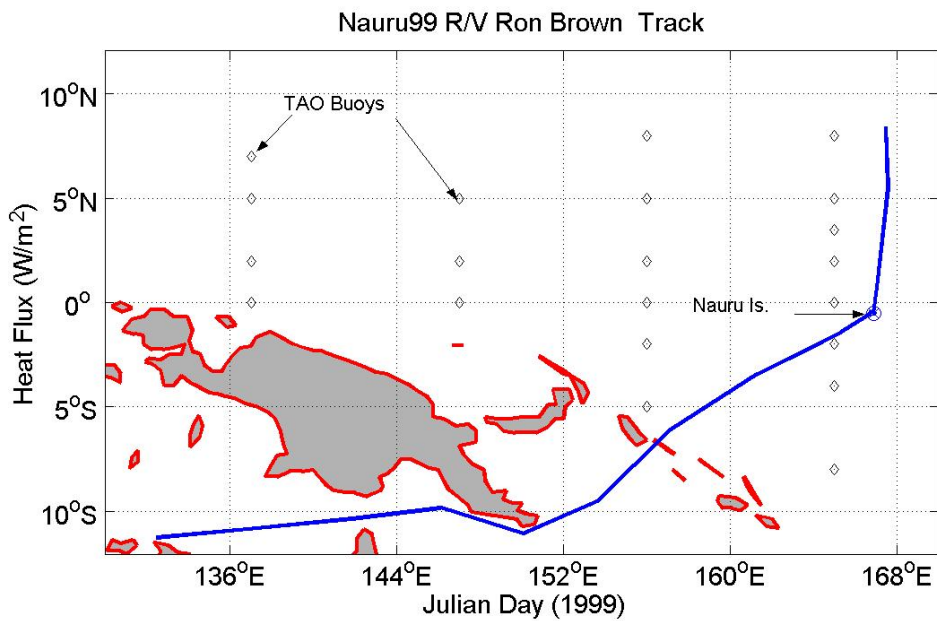 Nauru99 R/V Ron Brown  Track
10°N
TAO Buoys
5°N
0°
Nauru Is.
5°S
10°S
Heat Flux (W/m²)
136°E 144°E 152°E 160°E 168°E
Julian Day (1999)